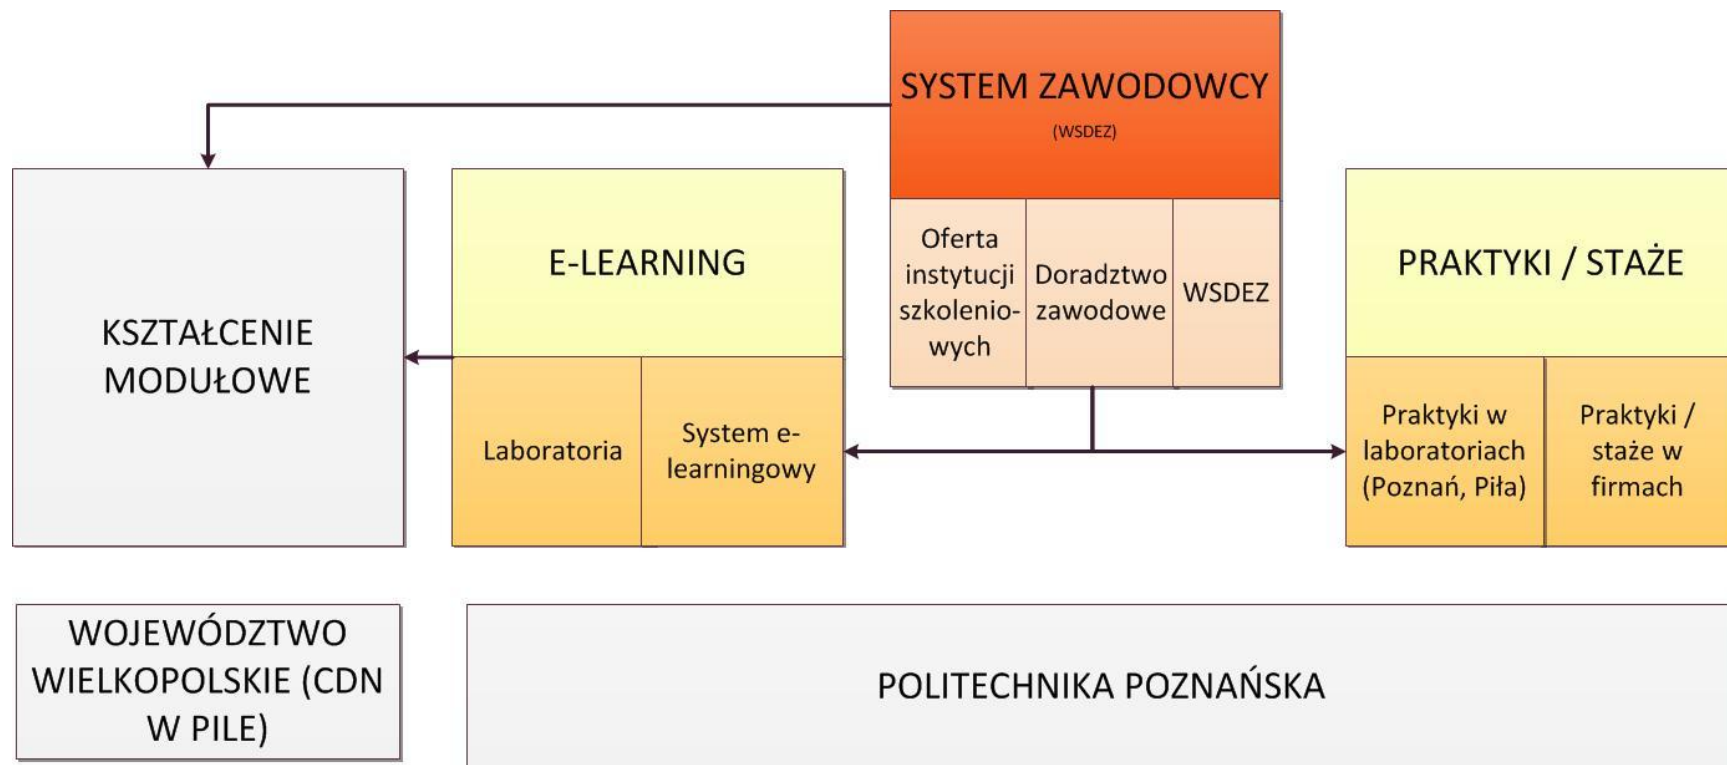 SYSTEM ZAWODOWCY
(WSDEZ)
Oferta
instytucji
szkolenio-
wych
Doradztwo
zawodowe
WSDEZ
KSZTAŁCENIE
MODUŁOWE
E-LEARNING
Laboratoria
System e-
learningowy
PRAKTYKI / STAŻE
Praktyki w
laboratoriach
(Poznań, Piła)
Praktyki /
staże w
firmach
WOJEWÓDZTWO
WIELKOPOLSKIE (CDN
W PILE)
POLITECHNIKA POZNAŃSKA